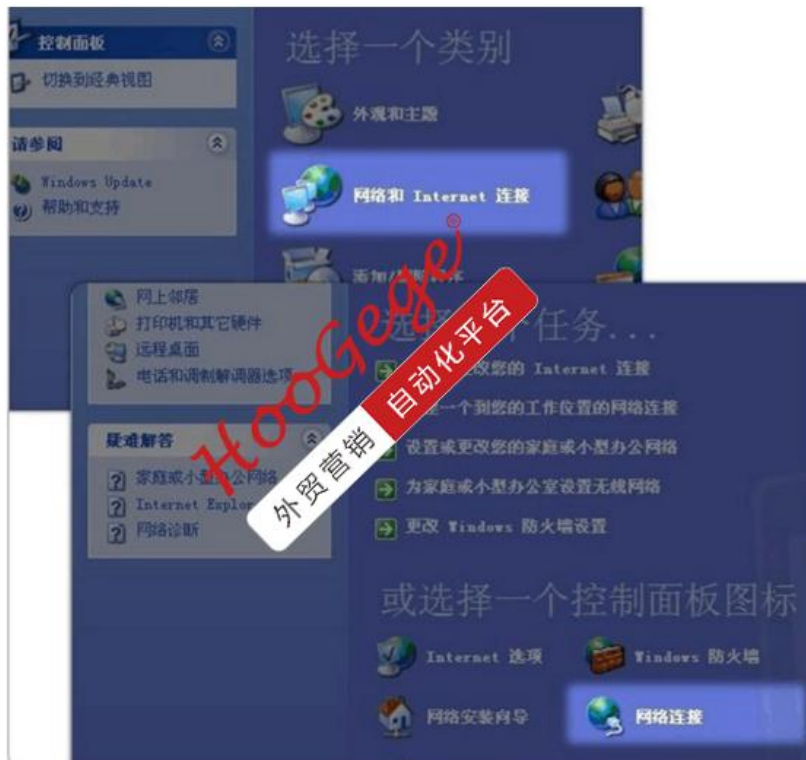 控制面板
切换到经典视图
请参阅
Windows Update
帮助和支持
选择一个类别
外观和主题
网络和 Internet 连接
网上邻居
打印机和其它硬件
远程桌面
电话和调制解调器选项
疑难解答
家庭或小型办公网络
Internet Explor
网络诊断
HooGege®
外贸营销 自动化平台
任务...
更改您的 Internet 连接
一个到您的工作位置的网络连接
设置或更改您的家庭或小型办公网络
为家庭或小型办公室设置无线网络
更改 Windows 防火墙设置
或选择一个控制面板图标
Internet 选项
Windows 防火墙
网络安装向导
网络连接